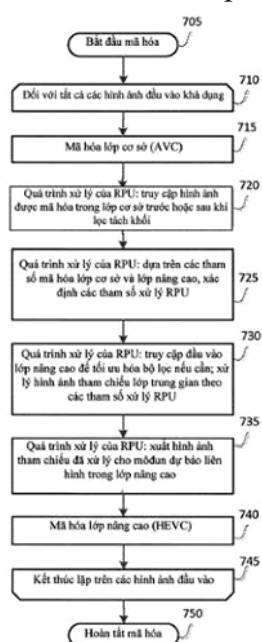 705
Bắt đầu mã hóa
710
Đối với tất cả các hình ảnh đầu vào khả dụng
715
Mã hóa lớp cơ sở (AVC)
720
Quá trình xử lý của RPU: truy cập hình ảnh
được mã hóa trong lớp cơ sở trước hoặc sau khi
lọc tách khối
725
Quá trình xử lý của RPU: dựa trên các tham
số mã hóa lớp cơ sở và lớp nâng cao, xác
định các tham số xử lý RPU
730
Quá trình xử lý của RPU: truy cập đầu vào
lớp nâng cao để tối ưu hóa bộ lọc nếu cần; xử
lý hình ảnh tham chiếu lớp trung gian theo
các tham số xử lý RPU
735
Quá trình xử lý của RPU: xuất hình ảnh
tham chiếu đã xử lý cho môđun dự báo liên
hình trong lớp nâng cao
740
Mã hóa lớp nâng cao (HEVC)
745
Kết thúc lặp trên các hình ảnh đầu vào
750
Hoàn tất mã hóa